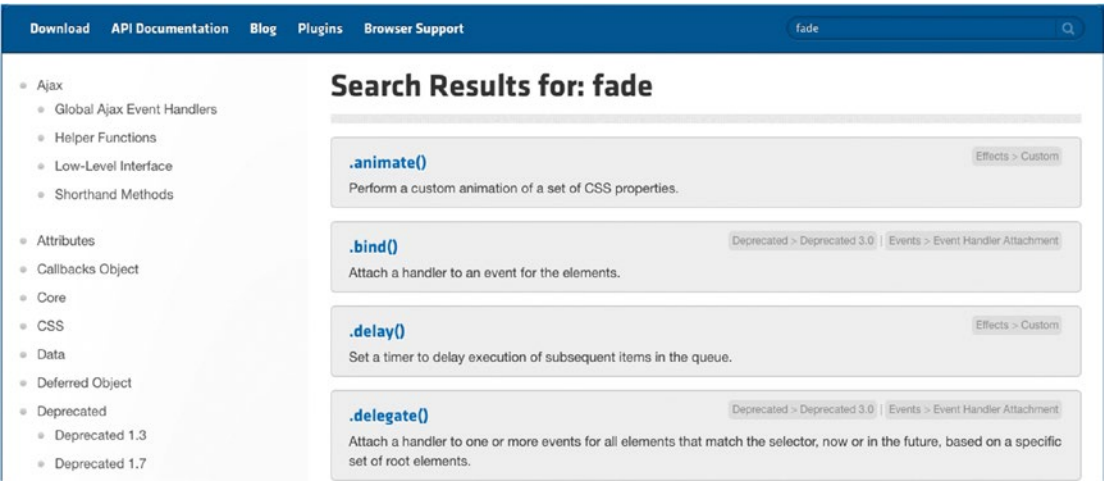 Download API Documentation Blog Plugins Browser Support fade
Ajax
Global Ajax Event Handlers
Helper Functions
Low-Level Interface
Shorthand Methods
Attributes
Callbacks Object
Core
CSS
Data
Deferred Object
Deprecated
Deprecated 1.3
Deprecated 1.7
Search Results for: fade
.animate()
Effects > Custom
Perform a custom animation of a set of CSS properties.
.bind()
Deprecated > Deprecated 3.0 | Events > Event Handler Attachment
Attach a handler to an event for the elements.
.delay()
Effects > Custom
Set a timer to delay execution of subsequent items in the queue.
.delegate()
Deprecated > Deprecated 3.0 | Events > Event Handler Attachment
Attach a handler to one or more events for all elements that match the selector, now or in the future, based on a specific
set of root elements.